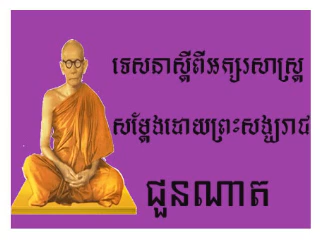 ទេសនាស្តីពីអក្សរសាស្ត្រ
សម្តែងដោយព្រះសង្ឃរាជ
ជួនណាត